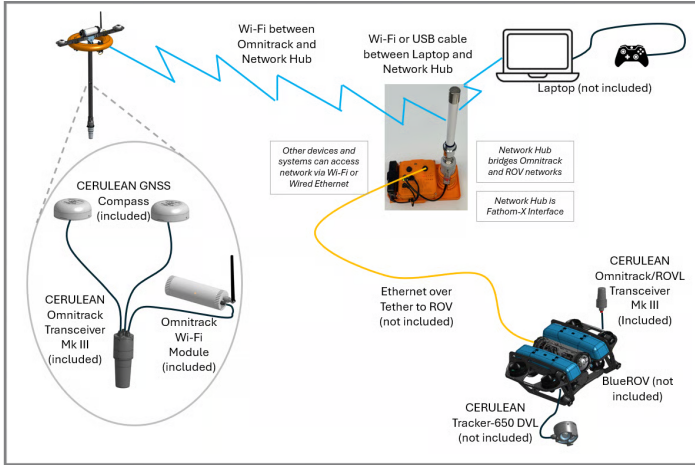 Wi-Fi between
Omnitrack and
Network Hub
Wi-Fi or USB cable
between Laptop and
Network Hub
Laptop (not included)
Other devices and
systems can access
network via Wi-Fi or
Wired Ethernet
Network Hub
bridges Omnitrack
and ROV networks
Network Hub is
Fathom-X Interface
CERULEAN GNSS
Compass
(included)
CERULEAN
Omnitrack
Transceiver
Mk III
(included)
Omnitrack
Wi-Fi
Module
(included)
Ethernet over
Tether to ROV
(not included)
CERULEAN
Omnitrack/ROVL
Transceiver
Mk III
(Included)
BlueROV (not
included)
CERULEAN
Tracker-650 DVL
(not included)